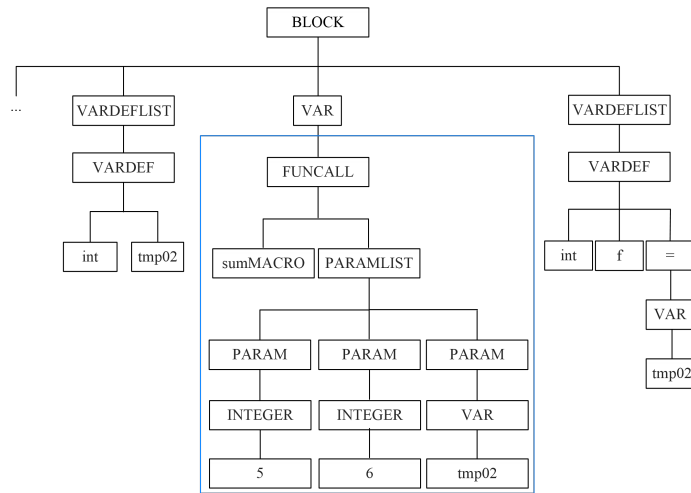 BLOCK
...
VARDEFLIST
VAR
VARDEFLIST
VARDEF
FUNCALL
VARDEF
int
tmp02
sumMACRO
PARAMLIST
int
f
=
PARAM
PARAM
PARAM
VAR
INTEGER
INTEGER
VAR
tmp02
5
6
tmp02